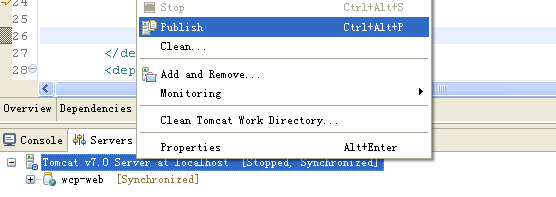 Stop Ctrl+Alt+S
24
25
Publish Ctrl+Alt+P
26
Clean...
27 </de
28 <dep
Add and Remove...
Monitoring
Overview Dependencies
Clean Tomcat Work Directory...
Console Servers
Properties Alt+Enter
Tomcat v7.0 Server at localhost [Stopped, Synchronized]
wcp-web [Synchronized]